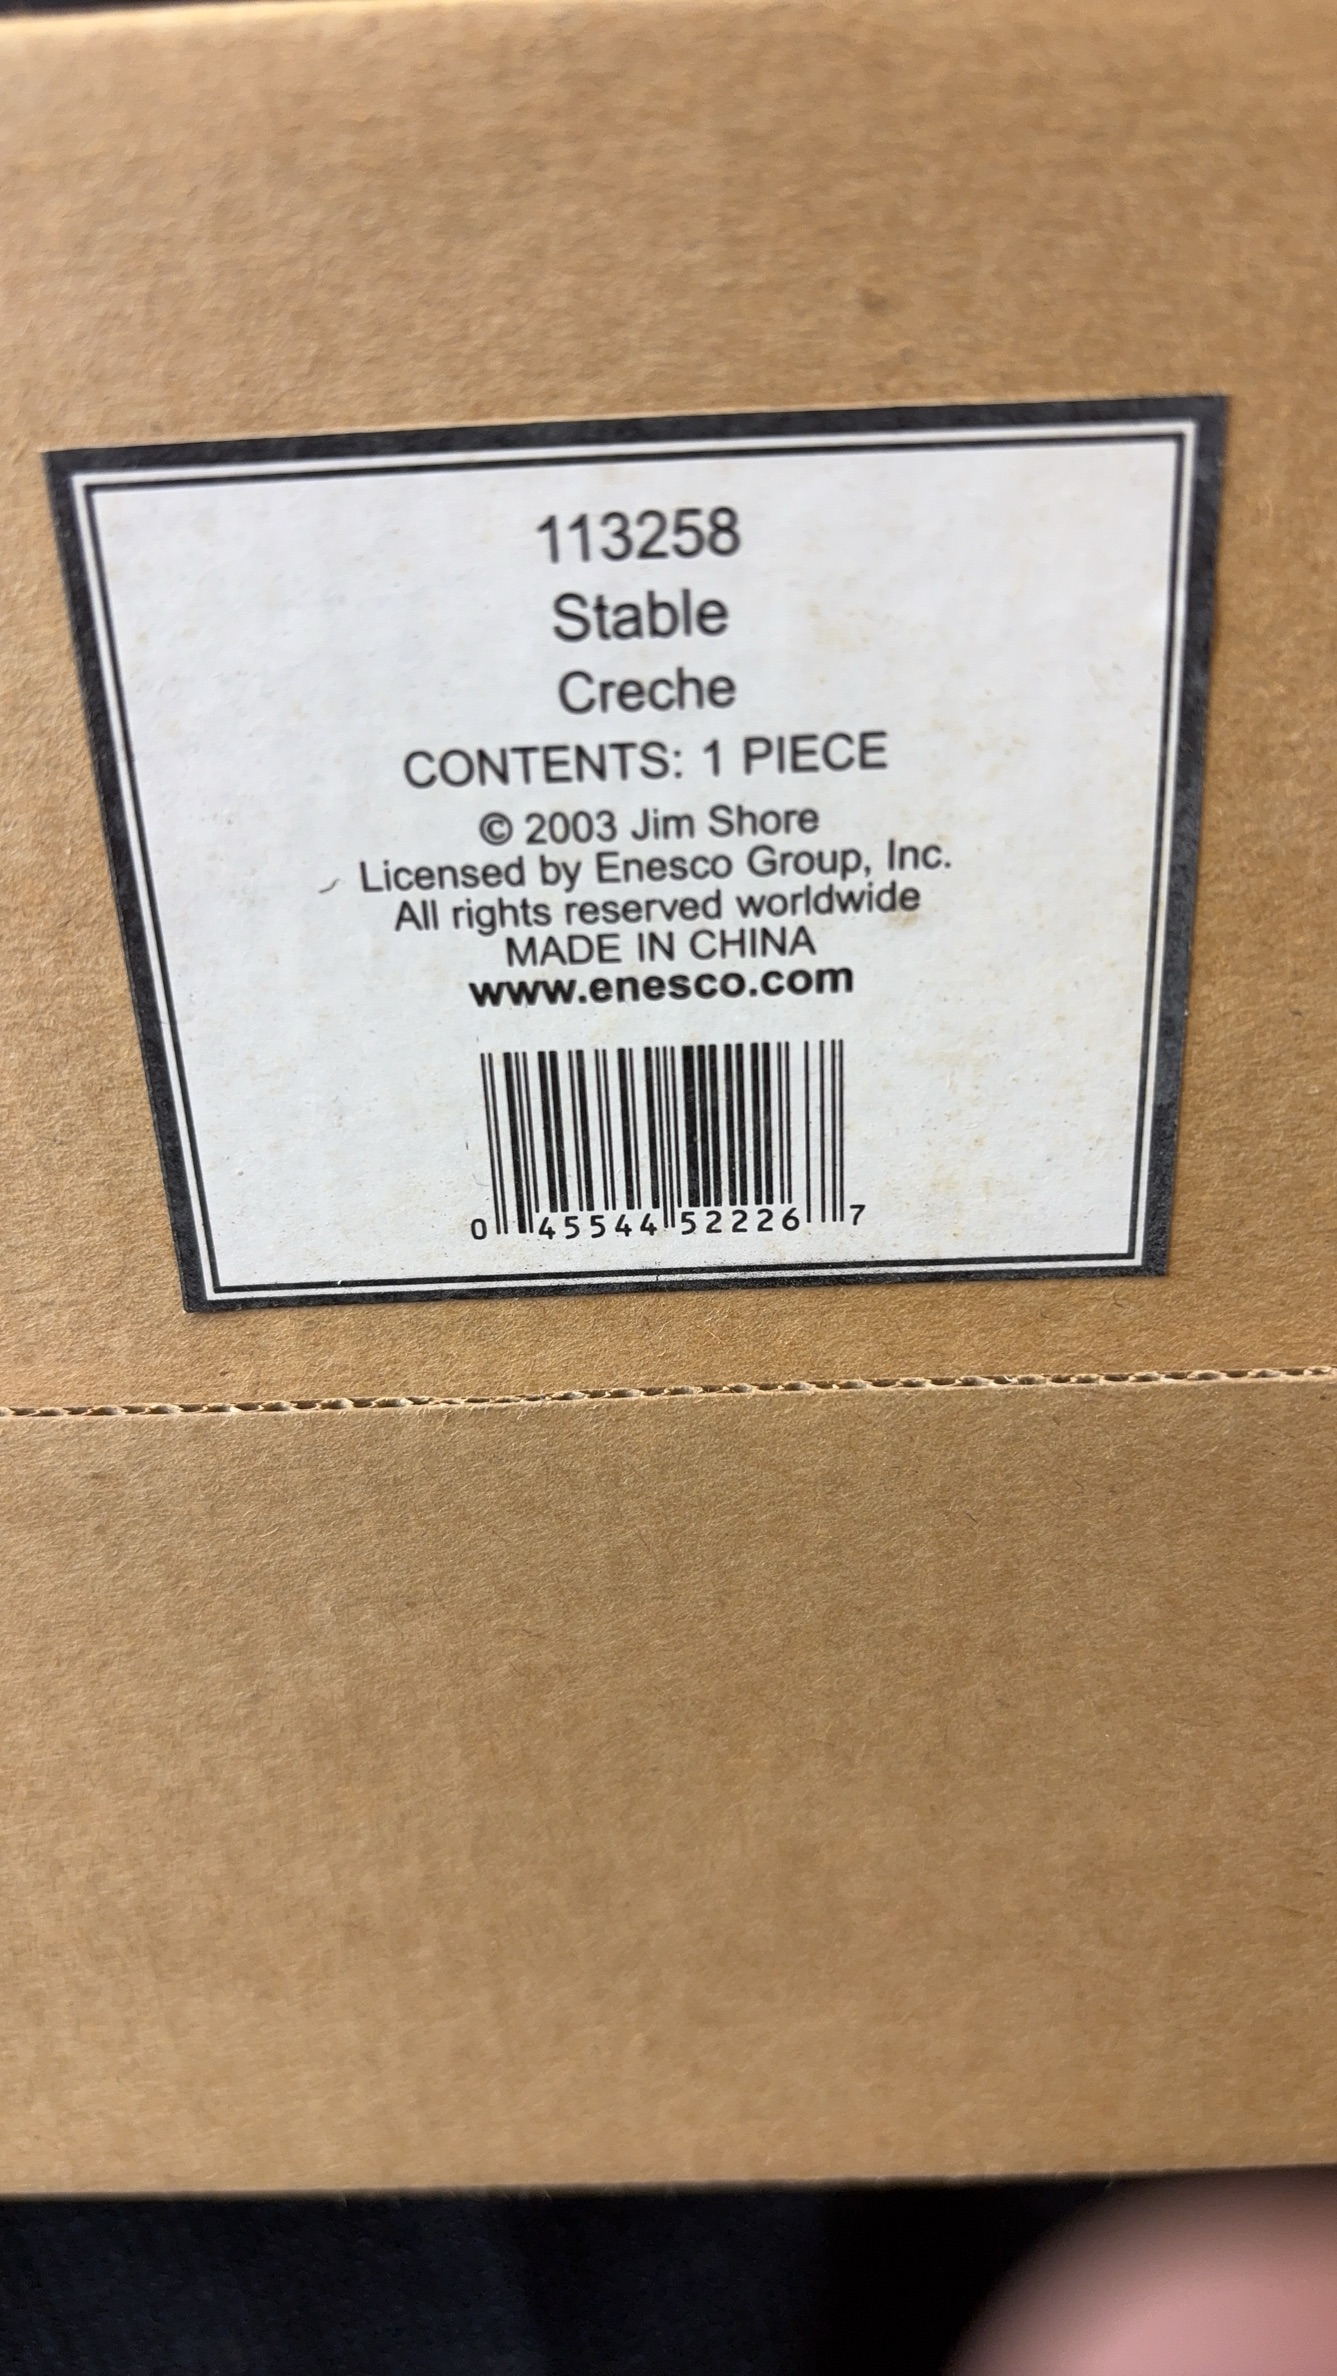 113258
Stable
Creche
CONTENTS: 1 PIECE
© 2003 Jim Shore
Licensed by Enesco Group, Inc.
All rights reserved worldwide
MADE IN CHINA
www.enesco.com
0 45544 52226 7